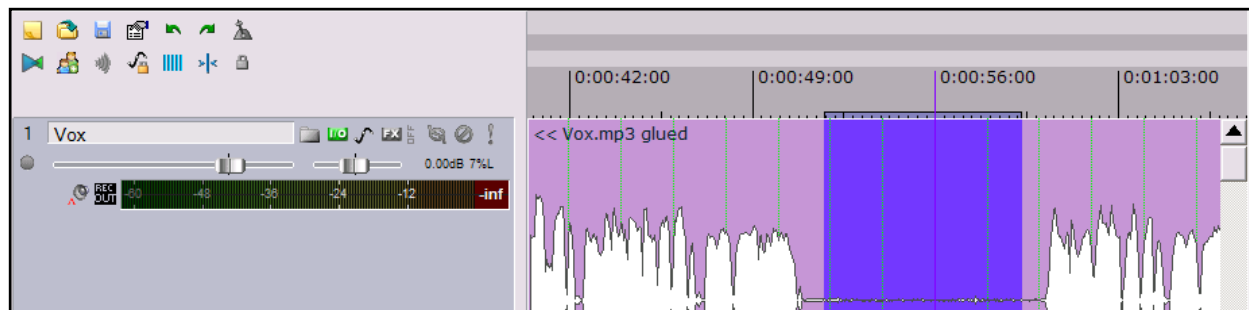 0:00:42:00 0:00:49:00 0:00:56:00 0:01:03:00
1 Vox I/O FX
<< Vox.mp3 glued
0.00dB 7%L
REC OUT -60 -48 -36 -24 -12 -inf